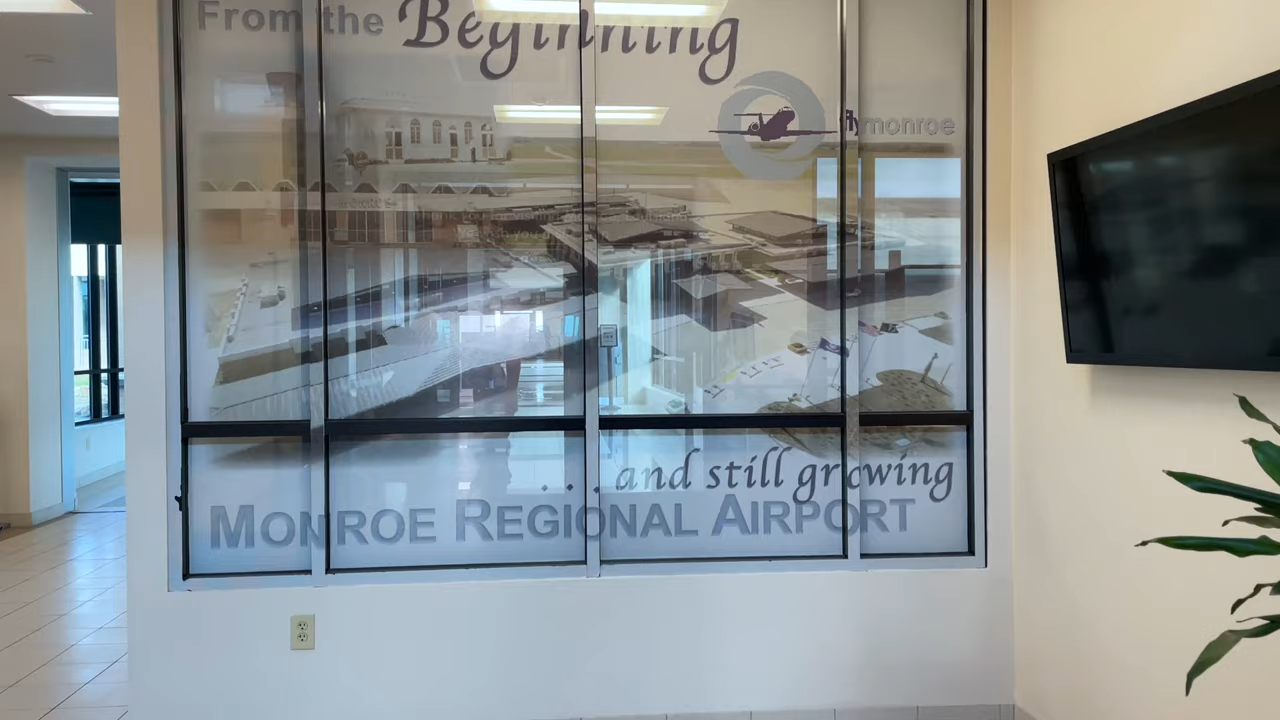 From the Beginning
flymonroe
. . . and still growing
MONROE REGIONAL AIRPORT